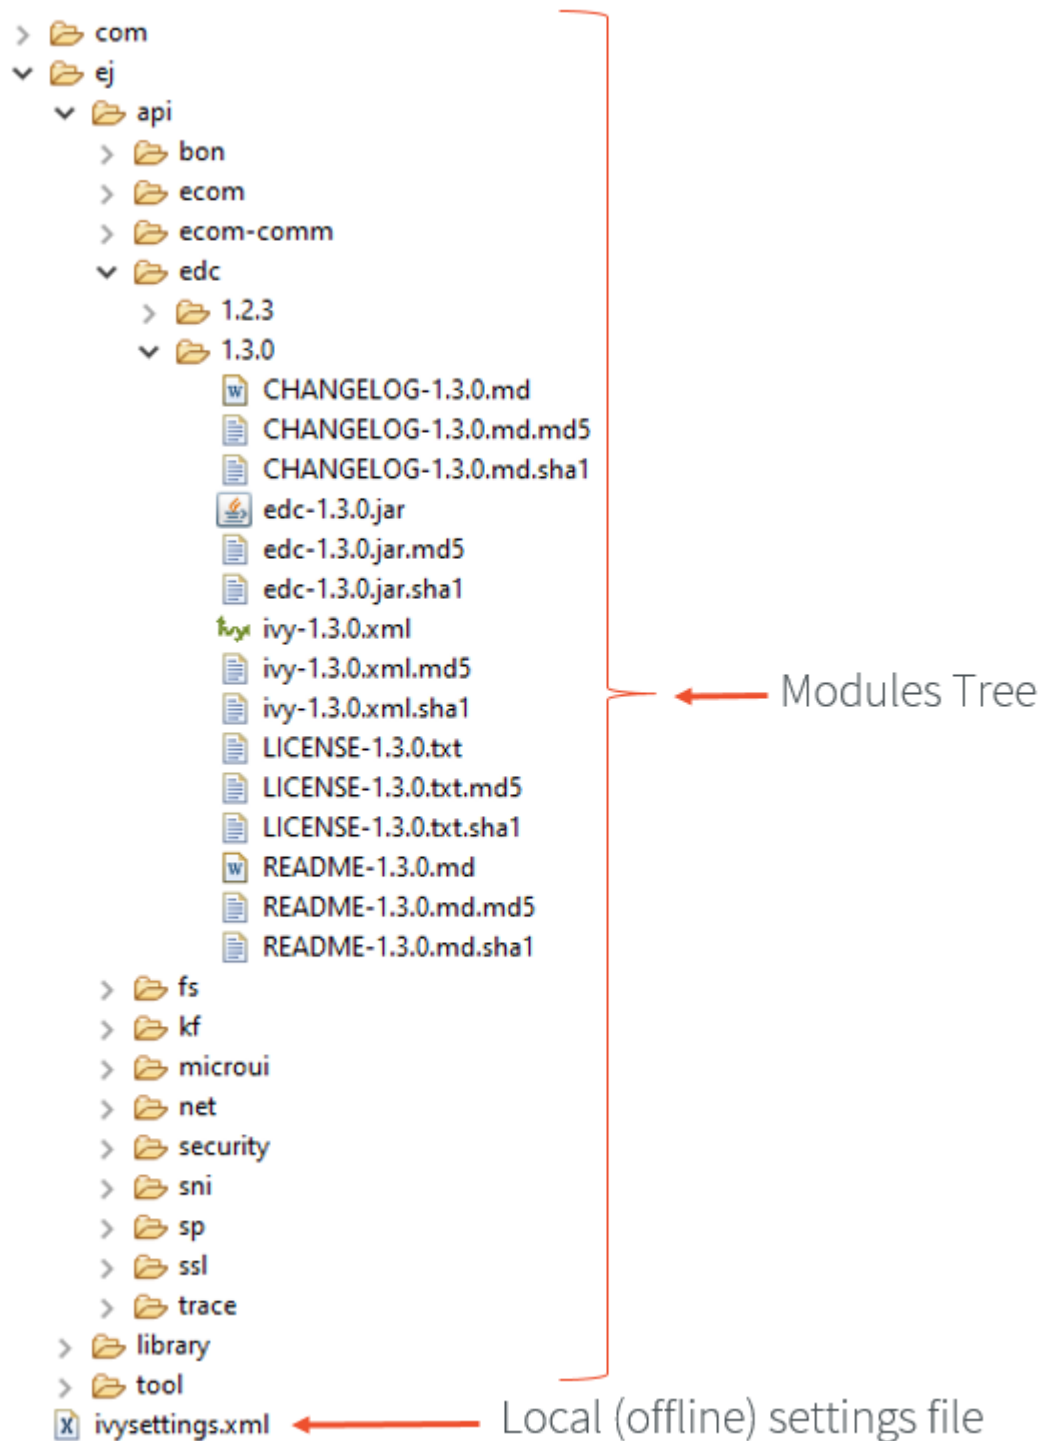 com
ej
api
bon
ecom
ecom-comm
edc
1.2.3
1.3.0
CHANGELOG-1.3.0.md
CHANGELOG-1.3.0.md.md5
CHANGELOG-1.3.0.md.sha1
edc-1.3.0.jar
edc-1.3.0.jar.md5
edc-1.3.0.jar.sha1
ivy-1.3.0.xml
ivy-1.3.0.xml.md5
ivy-1.3.0.xml.sha1
Modules Tree
LICENSE-1.3.0.txt
LICENSE-1.3.0.txt.md5
LICENSE-1.3.0.txt.sha1
README-1.3.0.md
README-1.3.0.md.md5
README-1.3.0.md.sha1
fs
kf
microui
net
security
sni
sp
ssl
trace
library
tool
ivysettings.xml
Local (offline) settings file